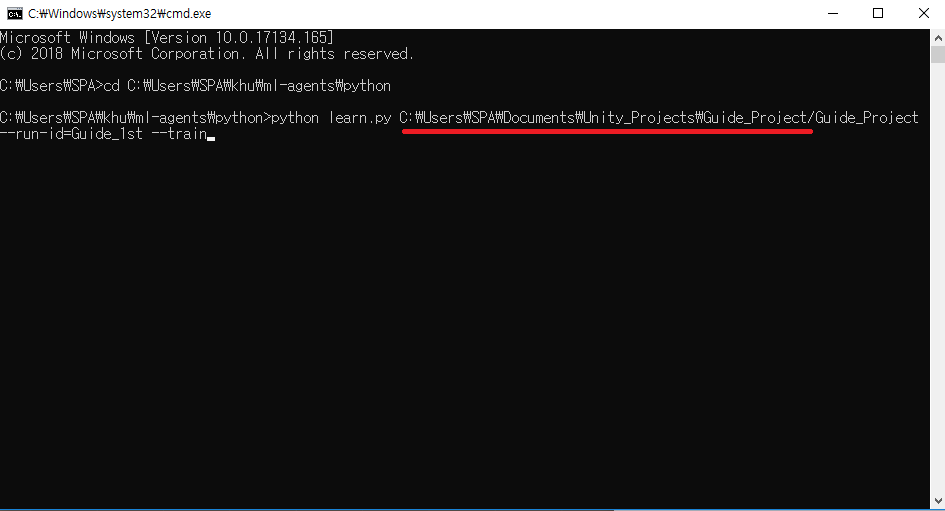 C:₩Windows₩system32₩cmd.exe
Microsoft Windows [Version 10.0.17134.165]
(c) 2018 Microsoft Corporation. All rights reserved.
C:₩Users₩SPA>cd C:₩Users₩SPA₩khu₩ml-agents₩python
C:₩Users₩SPA₩khu₩ml-agents₩python>python learn.py C:₩Users₩SPA₩Documents₩Unity_Projects₩Guide_Project/Guide_Project
--run-id=Guide_1st --train